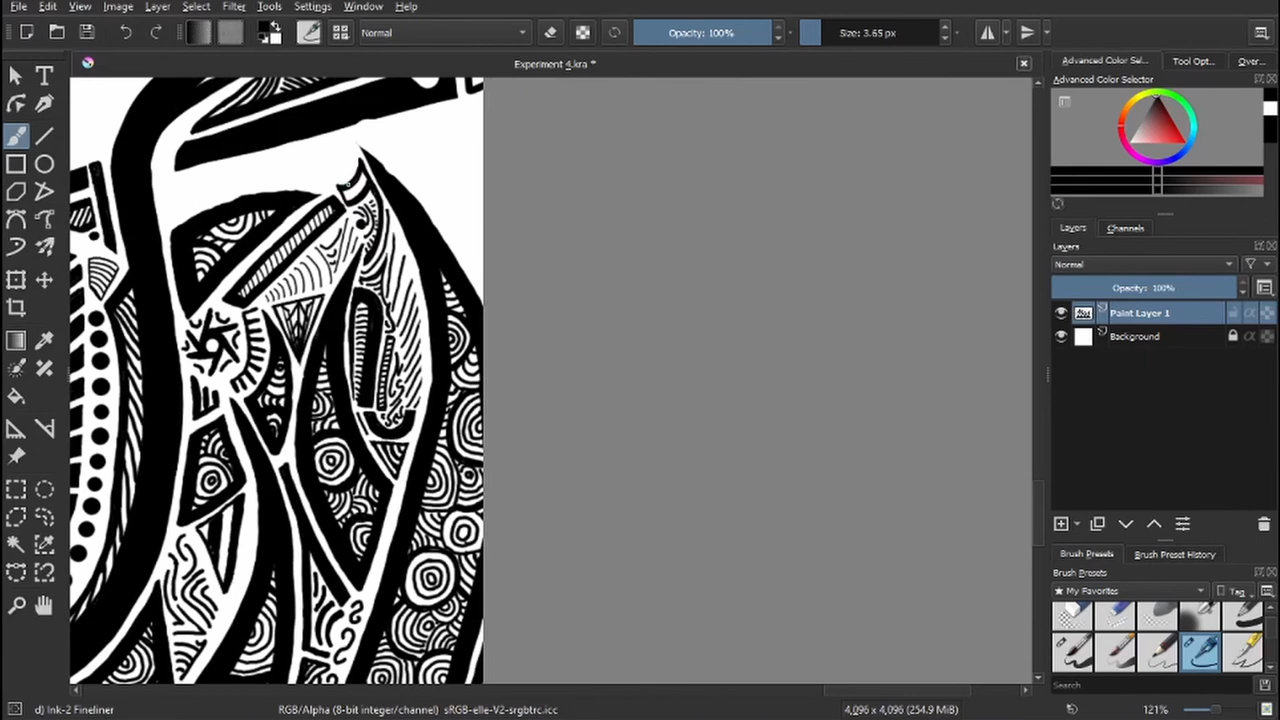 File Edit View Image Layer Select Filter Tools Settings Window Help
Normal
Opacity: 100%
Size: 3.65 px
Experiment 4.kra *
Advanced Color Sel... Tool Opt... Over...
Advanced Color Selector
Layers Channels
Layers
Normal
Opacity: 100%
Paint Layer 1
Background
Brush Presets Brush Preset History
Brush Presets
★ My Favorites
Tag
Search
d) Ink-2 Fineliner
RGB/Alpha (8-bit integer/channel) sRGB-elle-V2-srgbtrc.icc
4,096 x 4,096 (254.9 MiB)
121%